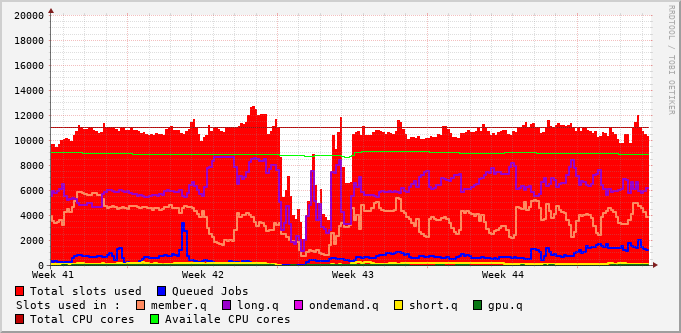 20000
18000
16000
14000
12000
10000
8000
6000
4000
2000
0
Week 41 Week 42 Week 43 Week 44
Total slots used Queued Jobs
Slots used in : member.q long.q ondemand.q short.q gpu.q
Total CPU cores Availale CPU cores
RRDTOOL / TOBI OETIKER